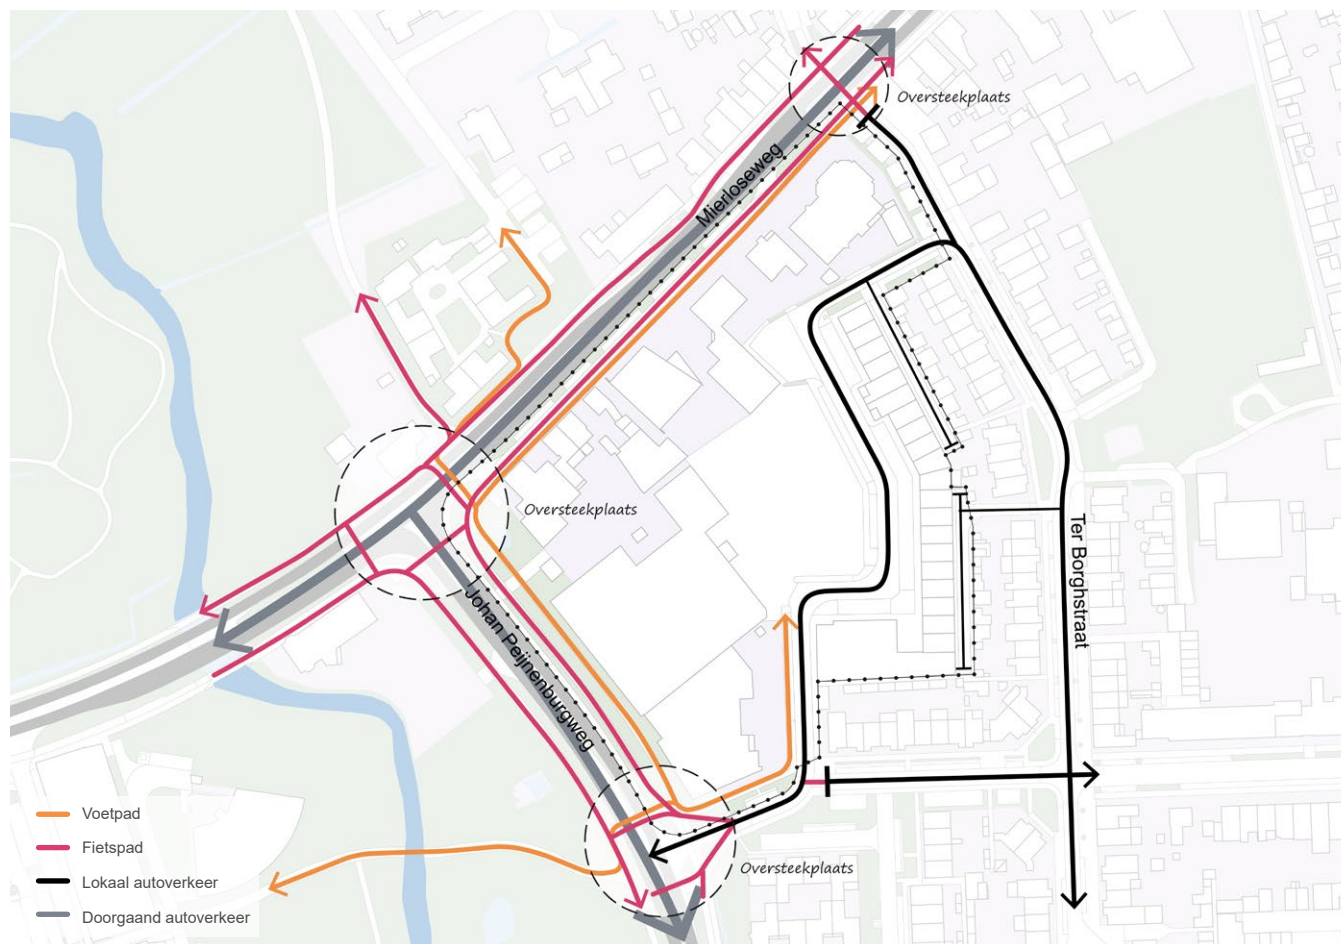 Oversteekplaats
Mierloseweg
Oversteekplaats
Ter Borghstraat
Johan Peijnenburgweg
Oversteekplaats
Voetpad
Fietspad
Lokaal autoverkeer
Doorgaand autoverkeer